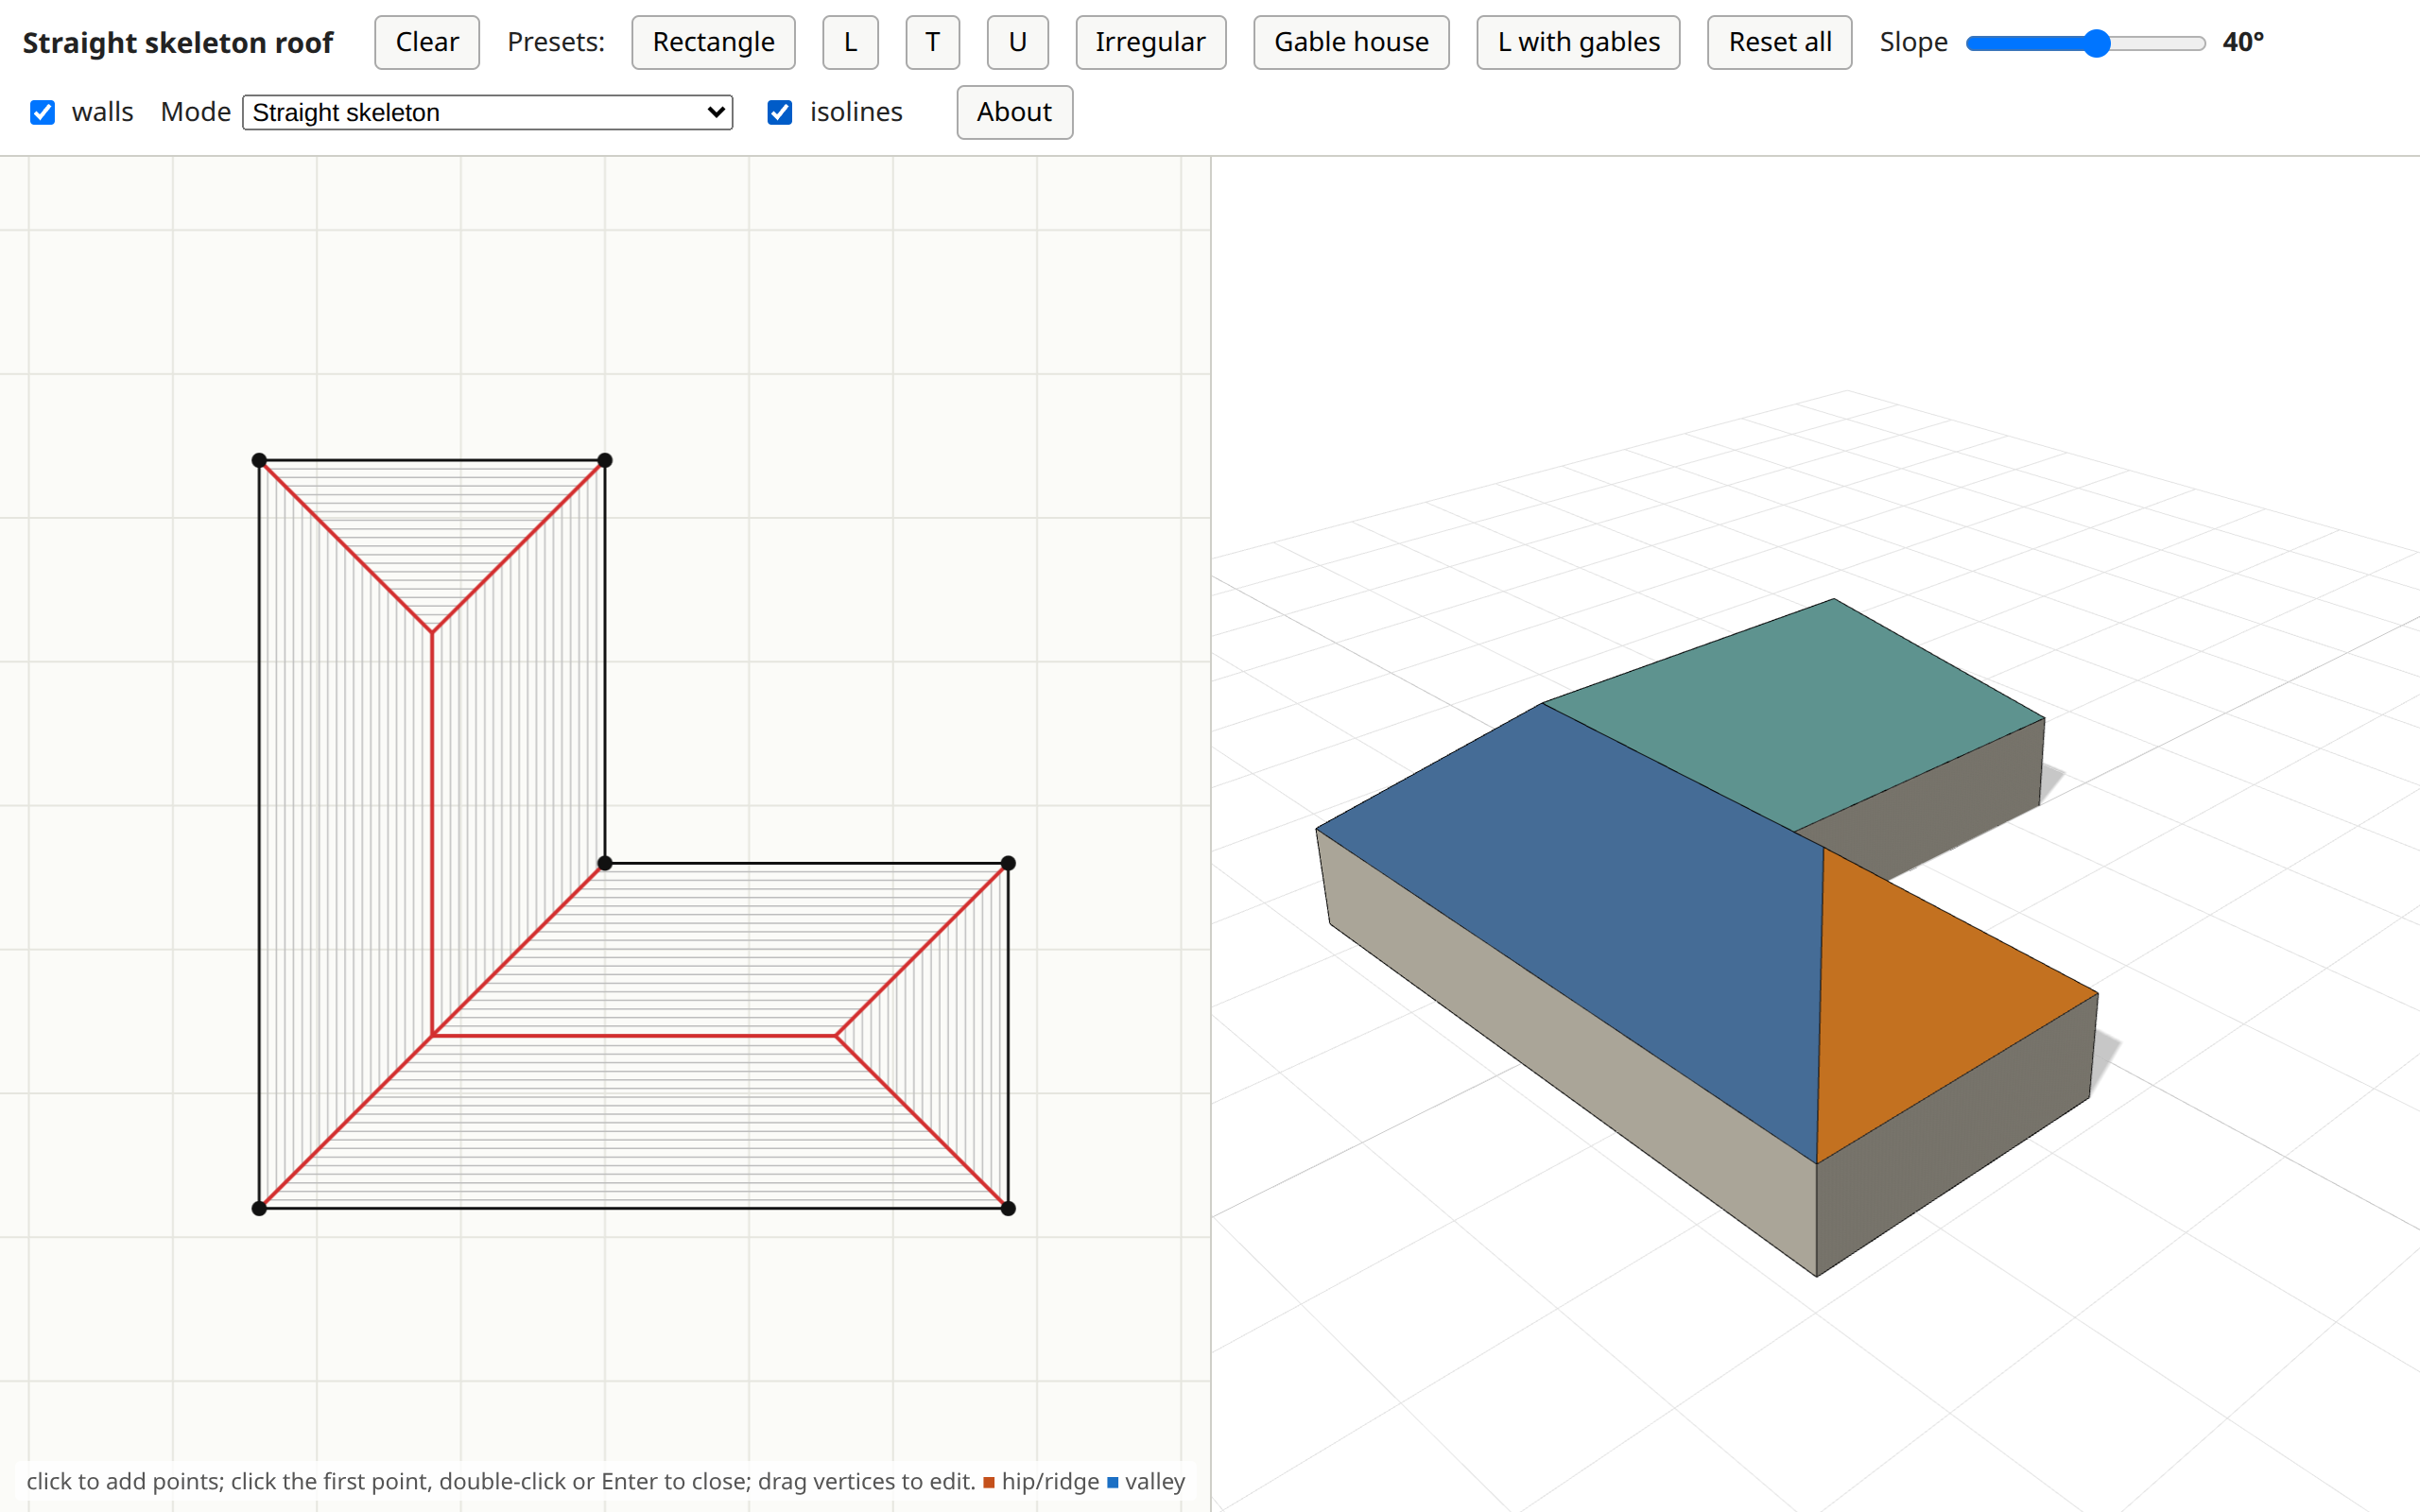 Straight skeleton roof Clear Presets: Rectangle L T U Irregular Gable house L with gables Reset all Slope 40°
walls Mode Straight skeleton isolines About
click to add points; click the first point, double-click or Enter to close; drag vertices to edit. hip/ridge valley